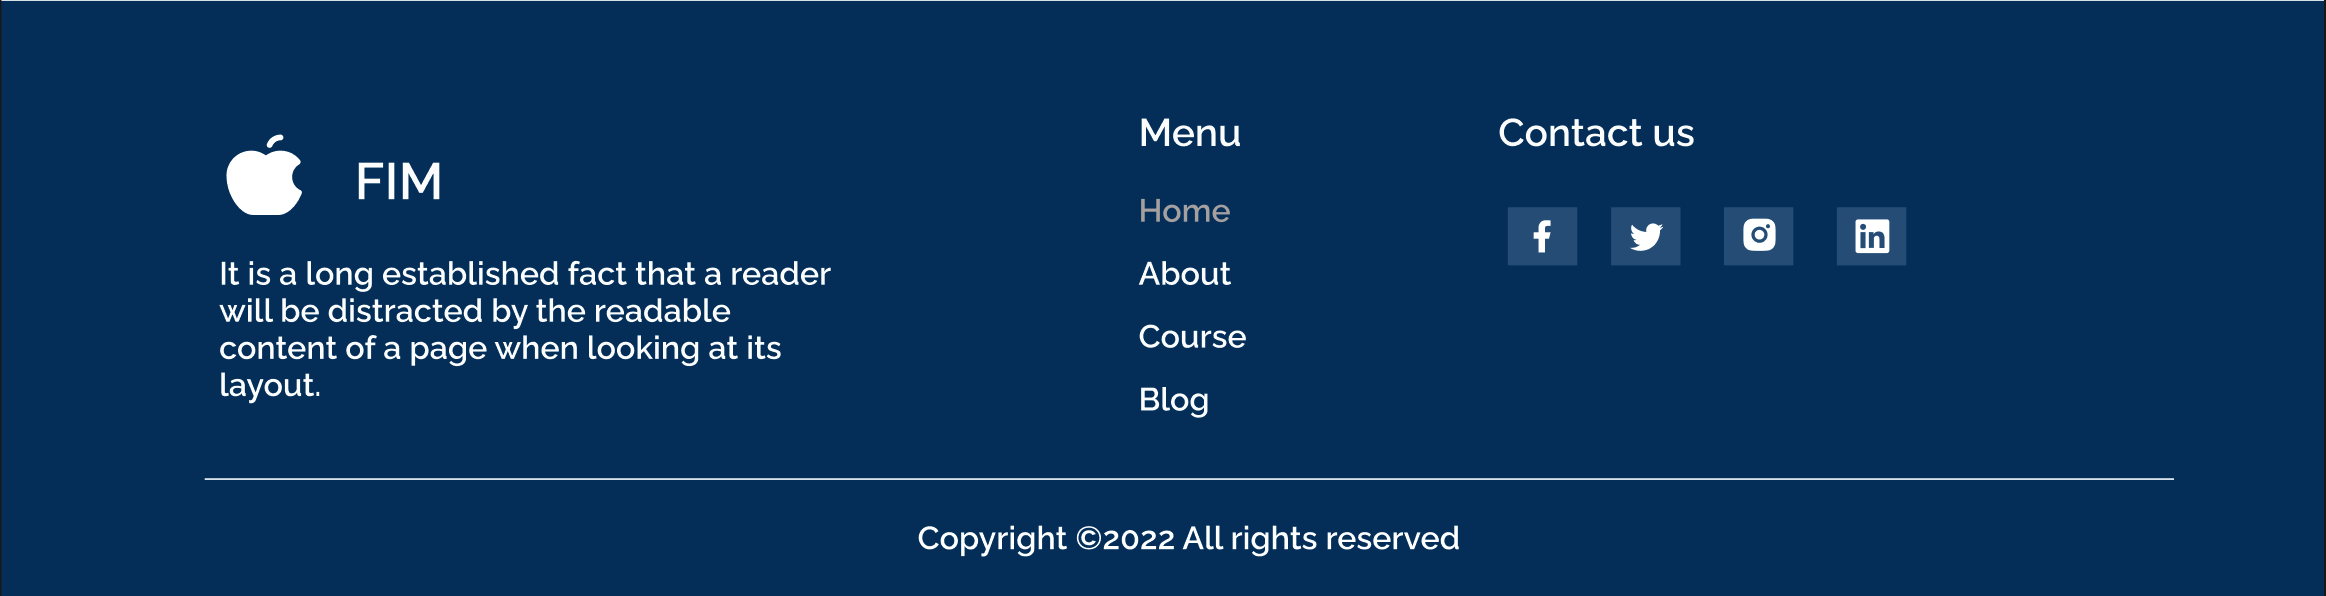 FIM
It is a long established fact that a reader
will be distracted by the readable
content of a page when looking at its
layout.
Menu
Home
About
Course
Blog
Contact us
f
in
Copyright ©2022 All rights reserved